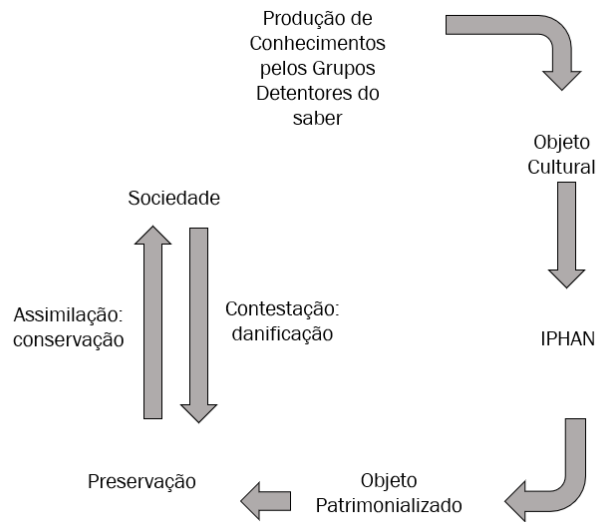 Produção de
Conhecimentos
pelos Grupos
Detentores do
saber
Objeto
Cultural
IPHAN
Objeto
Patrimonializado
Preservação
Assimilação:
conservação
Contestação:
danificação
Sociedade